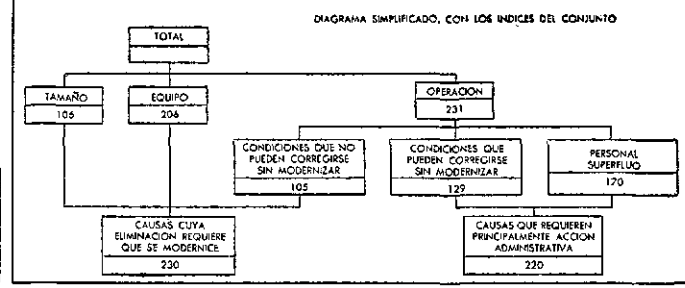 DIAGRAMA SIMPLIFICADO, CON LOS INDICES DEL CONJUNTO
TOTAL
TAMAÑO
105
EQUIPO
206
OPERACION
231
CONDICIONES QUE NO
PUEDEN CORREGIRSE
SIN MODERNIZAR
105
CONDICIONES QUE
PUEDEN CORREGIRSE
SIN MODERNIZAR
129
PERSONAL
SUPERFLUO
170
CAUSAS CUYA
ELIMINACION REQUIERE
QUE SE MODERNICE
230
CAUSAS QUE REQUIEREN
PRINCIPALMENTE ACCION
ADMINISTRATIVA
220